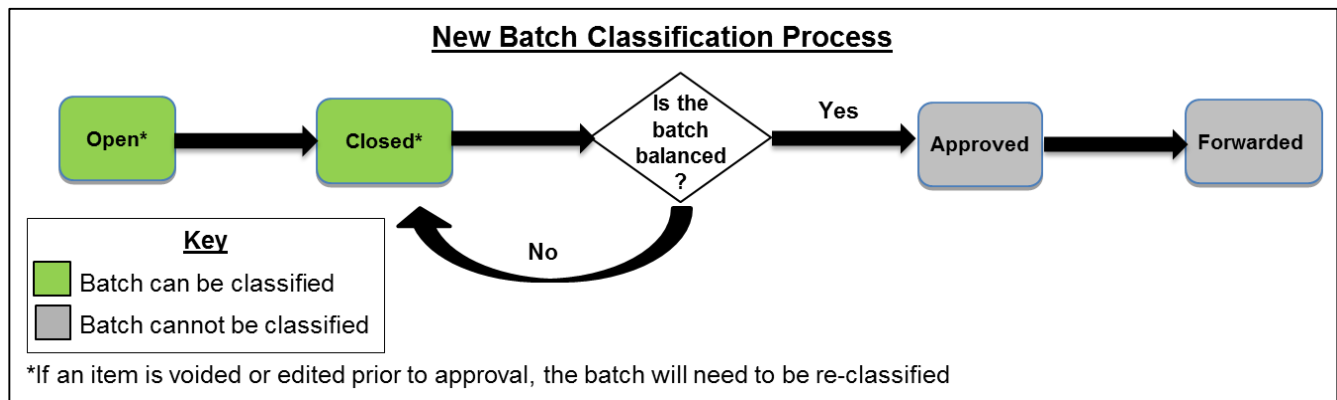 New Batch Classification Process
Open*
Closed*
Is the
batch
balanced
?
Yes
Approved
Forwarded
No
Key
Batch can be classified
Batch cannot be classified
*If an item is voided or edited prior to approval, the batch will need to be re-classified